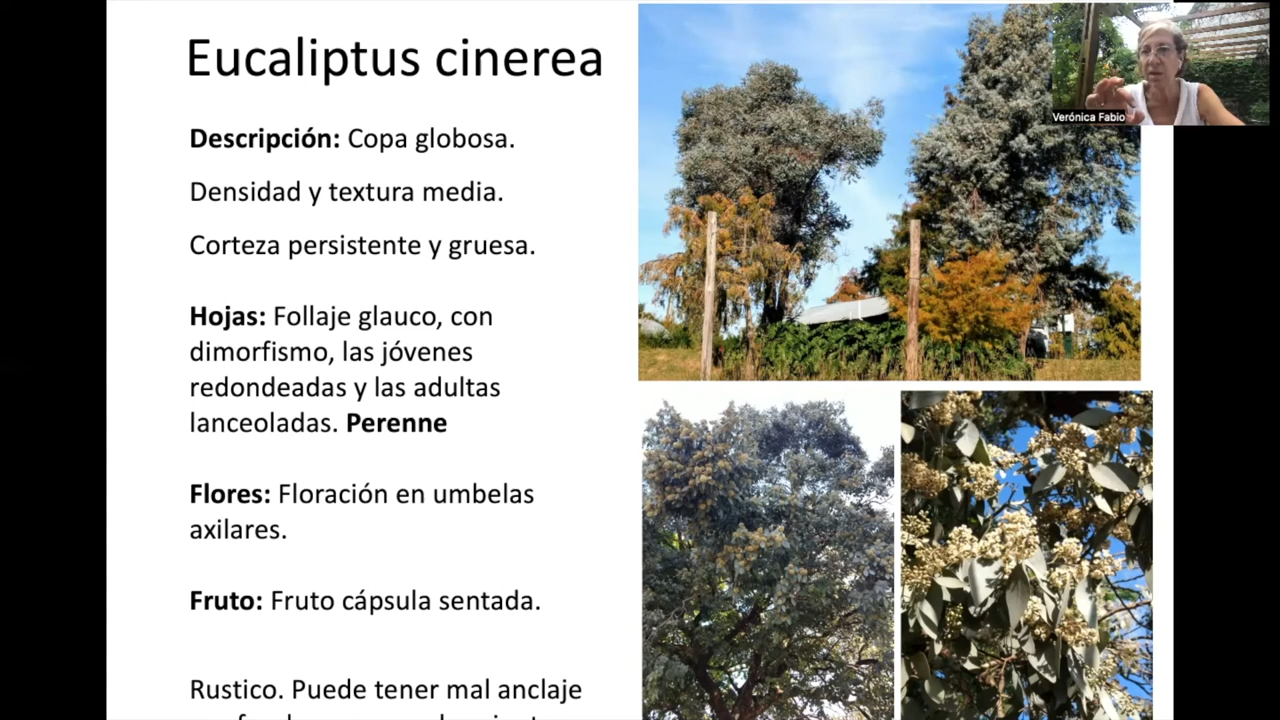 Eucaliptus cinerea
Verónica Fabio
Descripción: Copa globosa.
Densidad y textura media.
Corteza persistente y gruesa.
Hojas: Follaje glauco, con
dimorfismo, las jóvenes
redondeadas y las adultas
lanceoladas. Perenne
Flores: Floración en umbelas
axilares.
Fruto: Fruto cápsula sentada.
Rustico. Puede tener mal anclaje